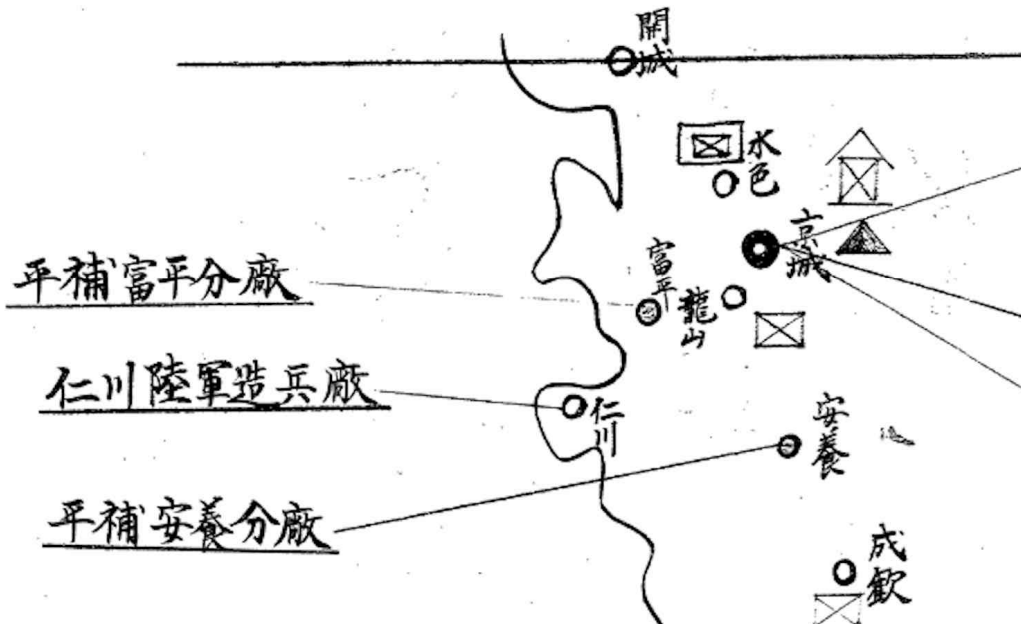 開城
水色
京城
富平
龍山
平補富平分廠
仁川陸軍造兵廠
仁川
安養
平補安養分廠
成歓